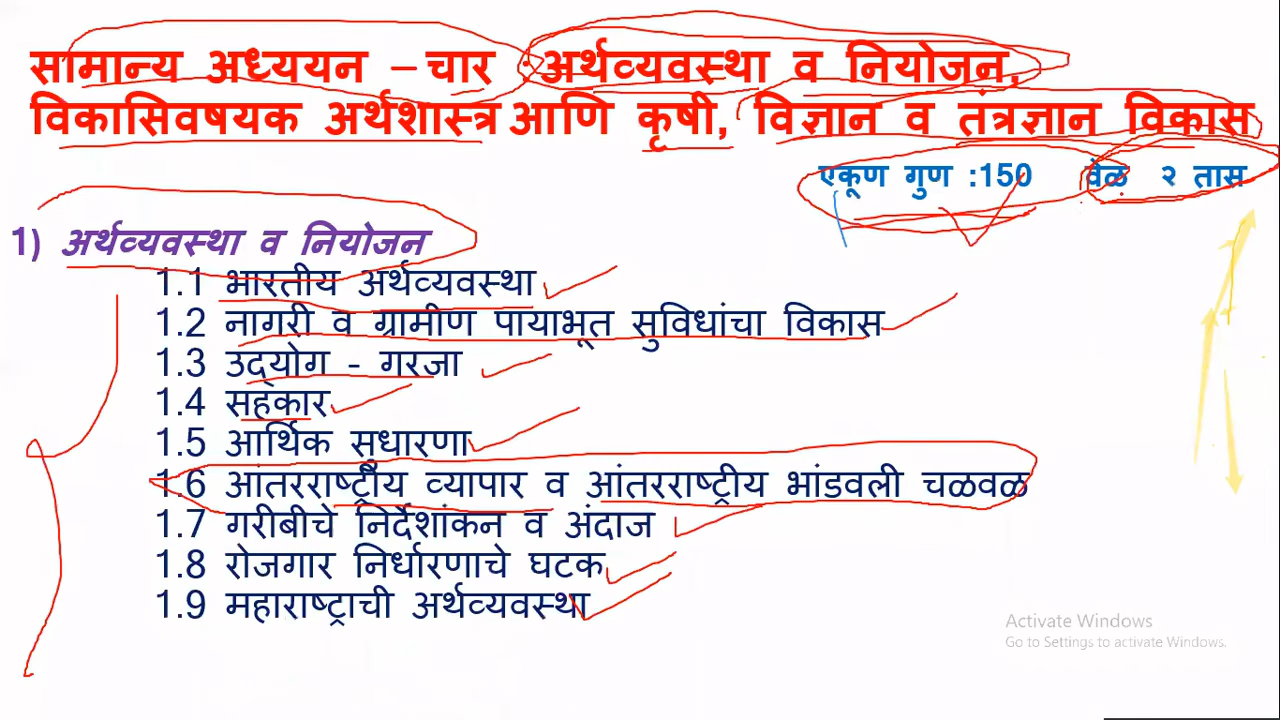 सामान्य अध्ययन – चार : अर्थव्यवस्था व नियोजन,
विकासविषयक अर्थशास्त्र आणि कृषी, विज्ञान व तंत्रज्ञान विकास
एकूण गुण :150 वेळ २ तास
1) अर्थव्यवस्था व नियोजन
1.1 भारतीय अर्थव्यवस्था
1.2 नागरी व ग्रामीण पायाभूत सुविधांचा विकास
1.3 उद्योग - गरजा
1.4 सहकार
1.5 आर्थिक सुधारणा
1.6 आंतरराष्ट्रीय व्यापार व आंतरराष्ट्रीय भांडवली चळवळ
1.7 गरीबीचे निर्देशांकन व अंदाज
1.8 रोजगार निर्धारणाचे घटक
1.9 महाराष्ट्राची अर्थव्यवस्था
Activate Windows
Go to Settings to activate Windows.